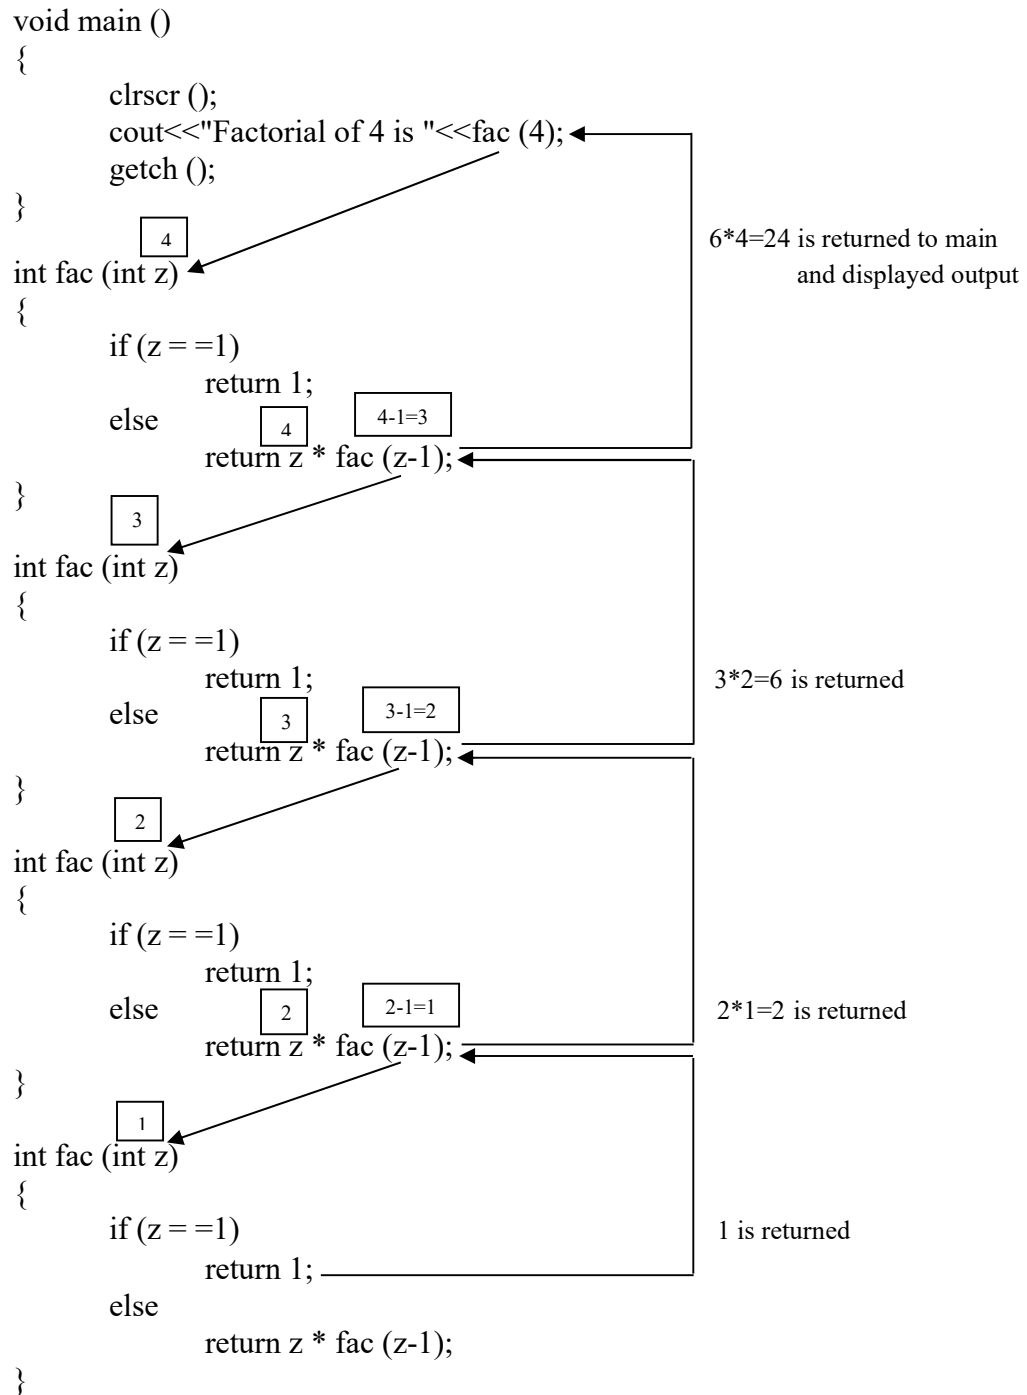 void main ()
{
clrscr ();
cout<<"Factorial of 4 is "<<fac (4);
getch ();
}
4
6*4=24 is returned to main
and displayed output
int fac (int z)
{
if (z = =1)
return 1;
else
4
4-1=3
return z * fac (z-1);
}
3
int fac (int z)
{
if (z = =1)
return 1;
3*2=6 is returned
else
3
3-1=2
return z * fac (z-1);
}
2
int fac (int z)
{
if (z = =1)
return 1;
else
2
2-1=1
2*1=2 is returned
return z * fac (z-1);
}
1
int fac (int z)
{
if (z = =1)
1 is returned
return 1;
else
return z * fac (z-1);
}